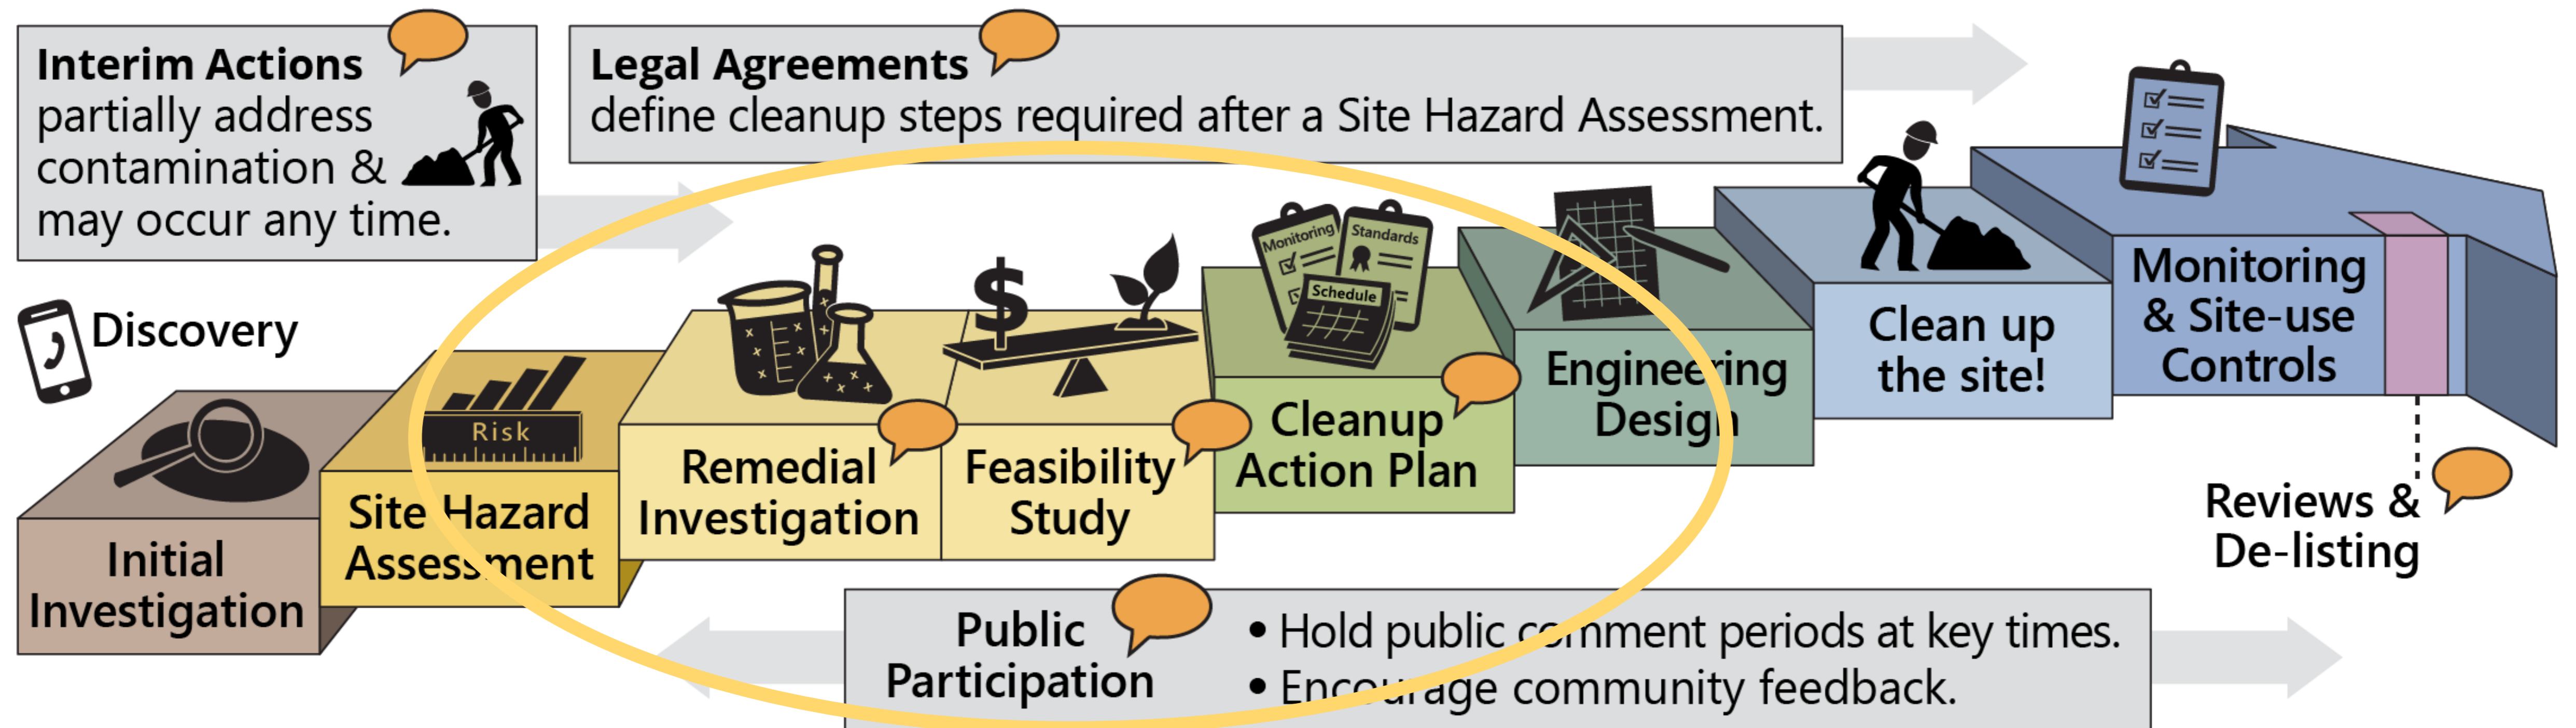 Interim Actions
partially address
contamination &
may occur any time.
Legal Agreements
define cleanup steps required after a Site Hazard Assessment.
Discovery
Initial
Investigation
Risk
Site Hazard
Assessment
Remedial
Investigation
$
Feasibility
Study
Monitoring
Standards
Schedule
Cleanup
Action Plan
Engineering
Design
Clean up
the site!
Monitoring
& Site-use
Controls
Reviews &
De-listing
Public
Participation
• Hold public comment periods at key times.
• Encourage community feedback.